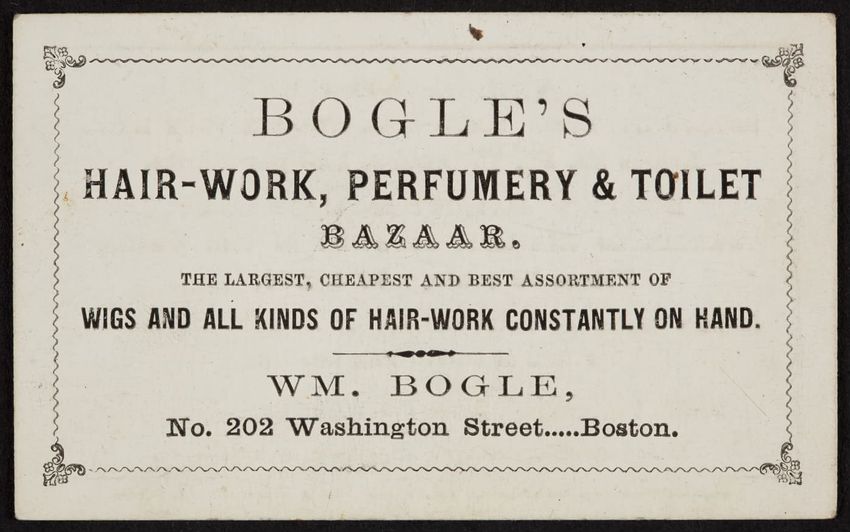 BOGLE'S
HAIR-WORK, PERFUMERY & TOILET
BAZAAR.
THE LARGEST, CHEAPEST AND BEST ASSORTMENT OF
WIGS AND ALL KINDS OF HAIR-WORK CONSTANTLY ON HAND.
WM. BOGLE,
No. 202 Washington Street.....Boston.